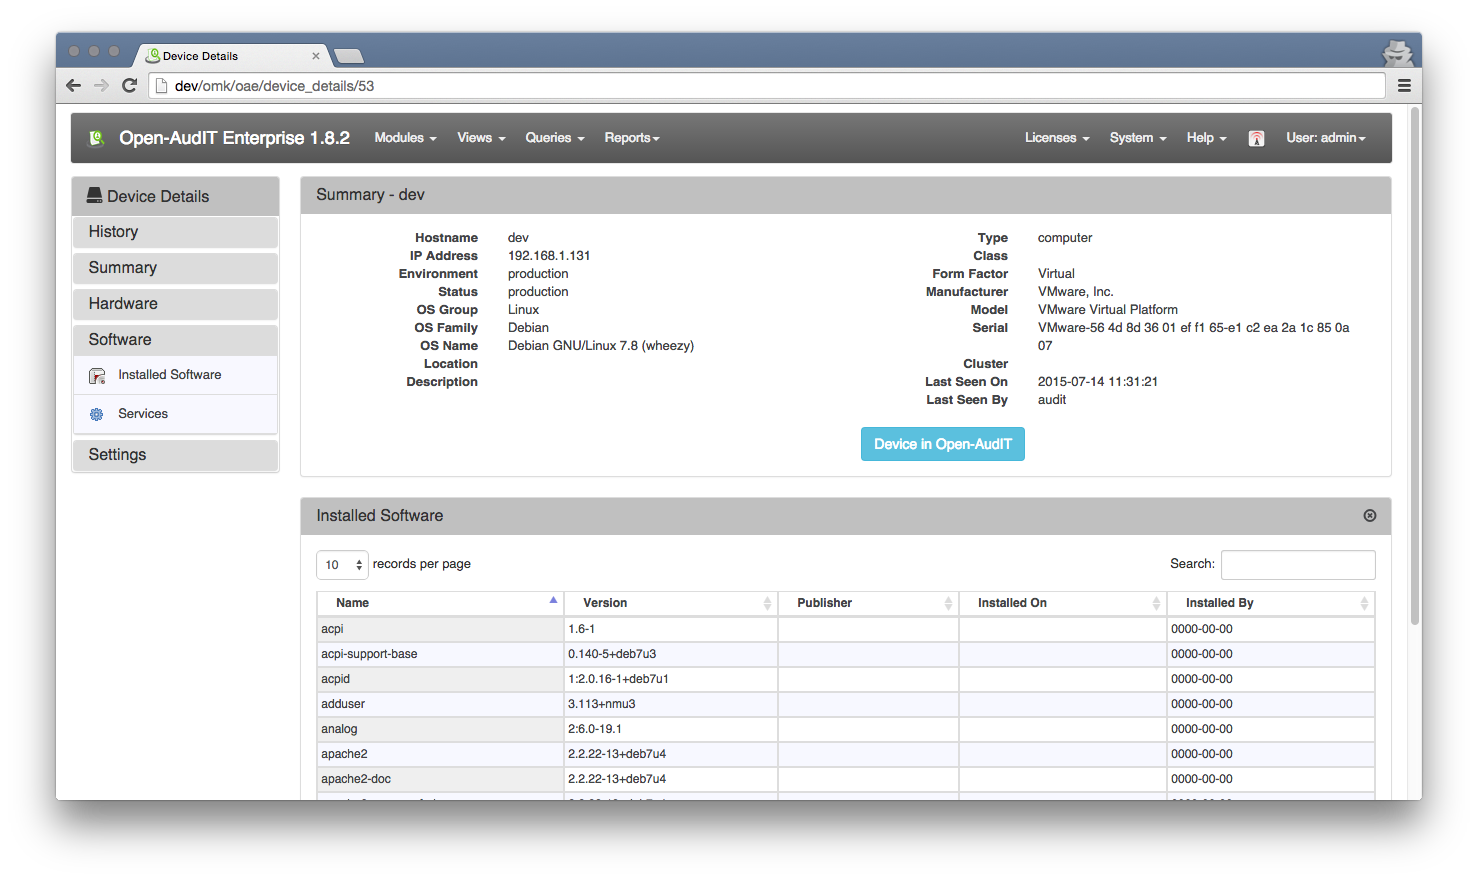 Device Details
dev/omk/oae/device_details/53
Open-AudIT Enterprise 1.8.2 Modules Views Queries Reports Licenses System Help User: admin
Device Details
History
Summary
Hardware
Software
Installed Software
Services
Settings
Summary - dev
Hostname dev
IP Address 192.168.1.131
Environment production
Status production
OS Group Linux
OS Family Debian
OS Name Debian GNU/Linux 7.8 (wheezy)
Location
Description
Type computer
Class
Form Factor Virtual
Manufacturer VMware, Inc.
Model VMware Virtual Platform
Serial VMware-56 4d 8d 36 01 ef f1 65-e1 c2 ea 2a 1c 85 0a
07
Cluster
Last Seen On 2015-07-14 11:31:21
Last Seen By audit
Device in Open-AudIT
Installed Software
10 records per page Search:
Name Version Publisher Installed On Installed By
acpi 1.6-1 0000-00-00
acpi-support-base 0.140-5+deb7u3 0000-00-00
acpid 1:2.0.16-1+deb7u1 0000-00-00
adduser 3.113+nmu3 0000-00-00
analog 2:6.0-19.1 0000-00-00
apache2 2.2.22-13+deb7u4 0000-00-00
apache2-doc 2.2.22-13+deb7u4 0000-00-00